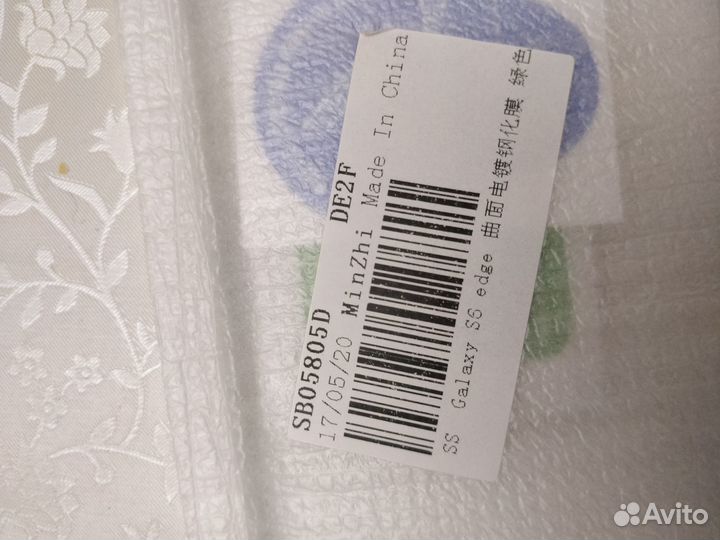 SB05805D DE2F
17/05/20 MinZhi Made In China
SS Galaxy S6 edge 曲面电镀钢化膜 绿色
Avito